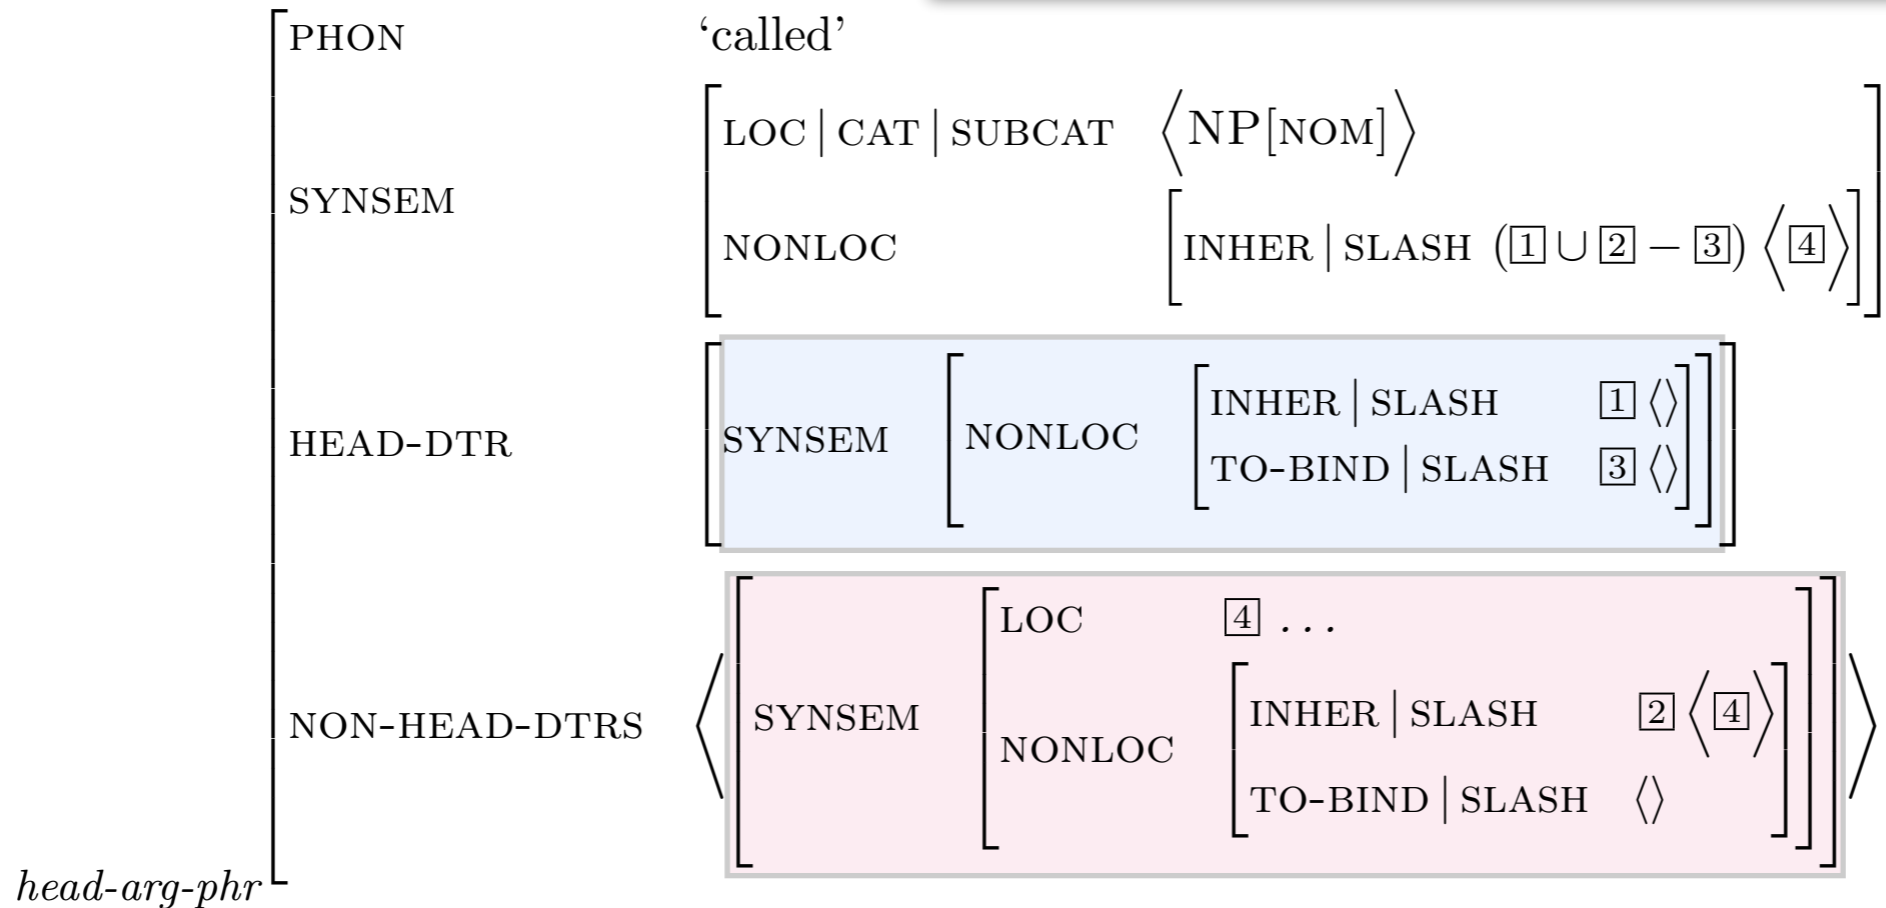 PHON ‘called’
LOC | CAT | SUBCAT ⟨NP[NOM]⟩
SYNSEM
NONLOC [INHER | SLASH (1 ∪ 2 − 3) ⟨4⟩]
INHER | SLASH 1 ⟨⟩
HEAD-DTR SYNSEM NONLOC
TO-BIND | SLASH 3 ⟨⟩
LOC 4 ...
INHER | SLASH 2 ⟨4⟩
NON-HEAD-DTRS SYNSEM
NONLOC
TO-BIND | SLASH ⟨⟩
head-arg-phr